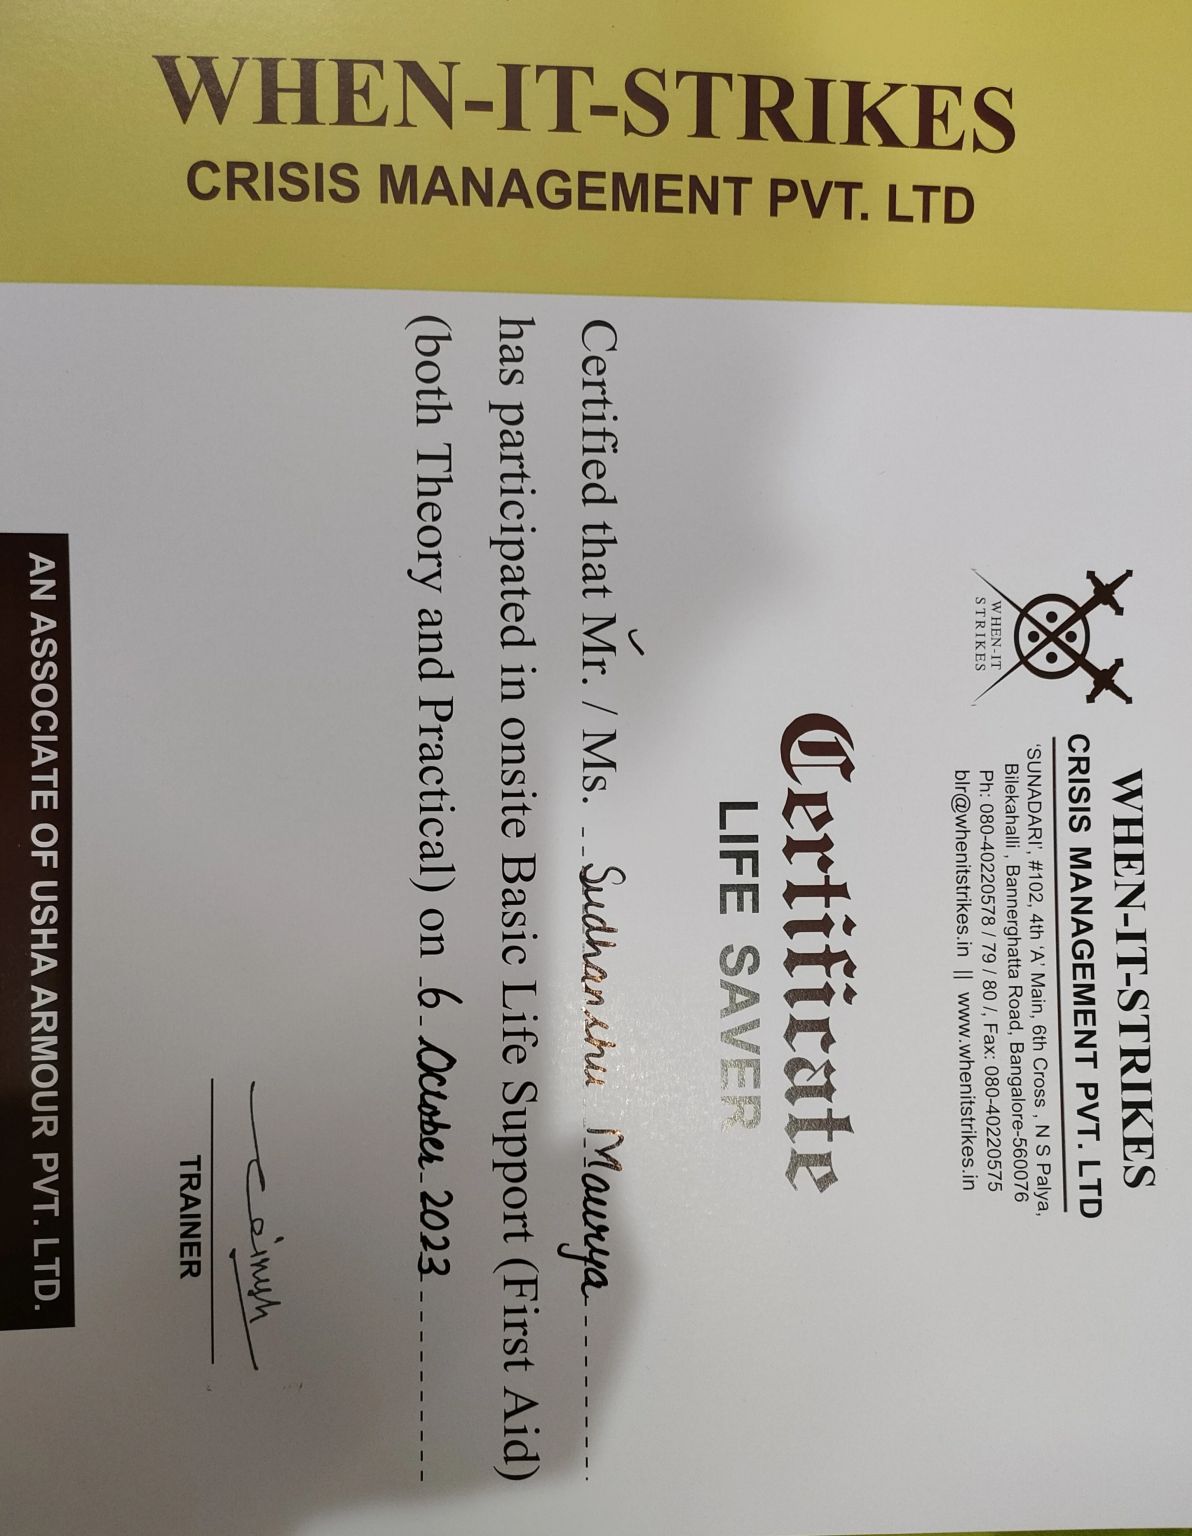 WHEN-IT-STRIKES
CRISIS MANAGEMENT PVT. LTD
WHEN-IT
STRIKES
WHEN-IT-STRIKES
CRISIS MANAGEMENT PVT. LTD
'SUNADARI', #102, 4th 'A' Main, 6th Cross , N S Palya,
Bilekahalli , Bannerghatta Road, Bangalore-560076
Ph: 080-40220578 / 79 / 80 /, Fax: 080-40220575
blr@whenitstrikes.in || www.whenitstrikes.in
Certificate
LIFE SAVER
Certified that Mr. / Ms. Sudhanshu Maurya
has participated in onsite Basic Life Support (First Aid)
(both Theory and Practical) on 6 October 2023
TRAINER
AN ASSOCIATE OF USHA ARMOUR PVT. LTD.